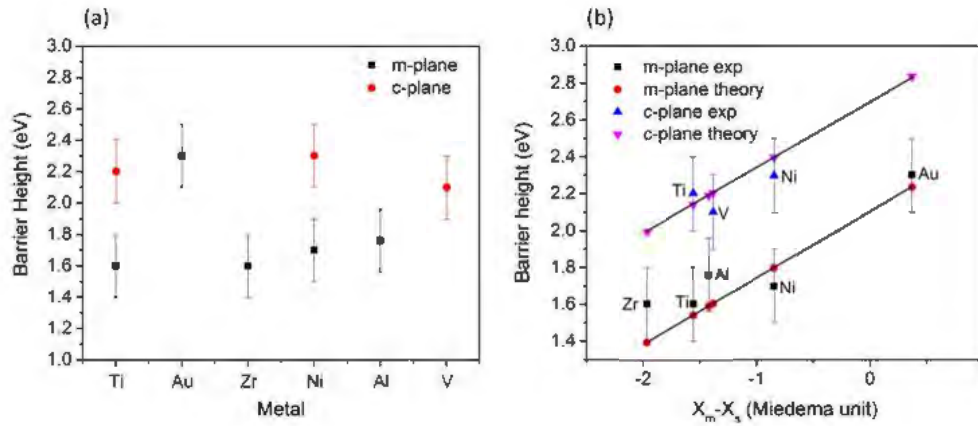 (a)
3.0
2.8
2.6
2.4
2.2
2.0
1.8
1.6
1.4
1.2
1.0
Barrier Height (eV)
m-plane
c-plane
Ti Au Zr Ni Al V
Metal
(b)
3.0
2.8
2.6
2.4
2.2
2.0
1.8
1.6
1.4
Barrier height (eV)
m-plane exp
m-plane theory
c-plane exp
c-plane theory
Ti
V
Ni
Au
Zr
Ti
Al
Ni
-2 -1 0
Xm-Xs (Miedema unit)